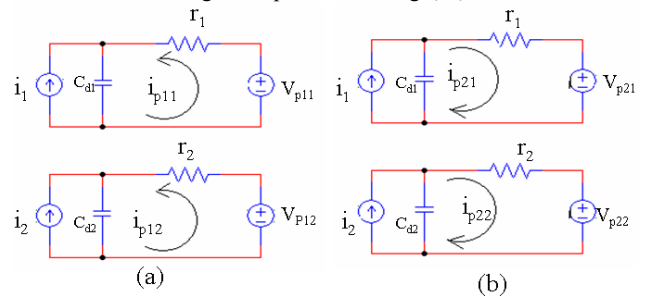 r1
i1 Cd1 ip11 Vp11
r2
i2 Cd2 ip12 VP12
(a)
r1
i1 Cd1 ip21 Vp21
r2
i2 Cd2 ip22 Vp22
(b)